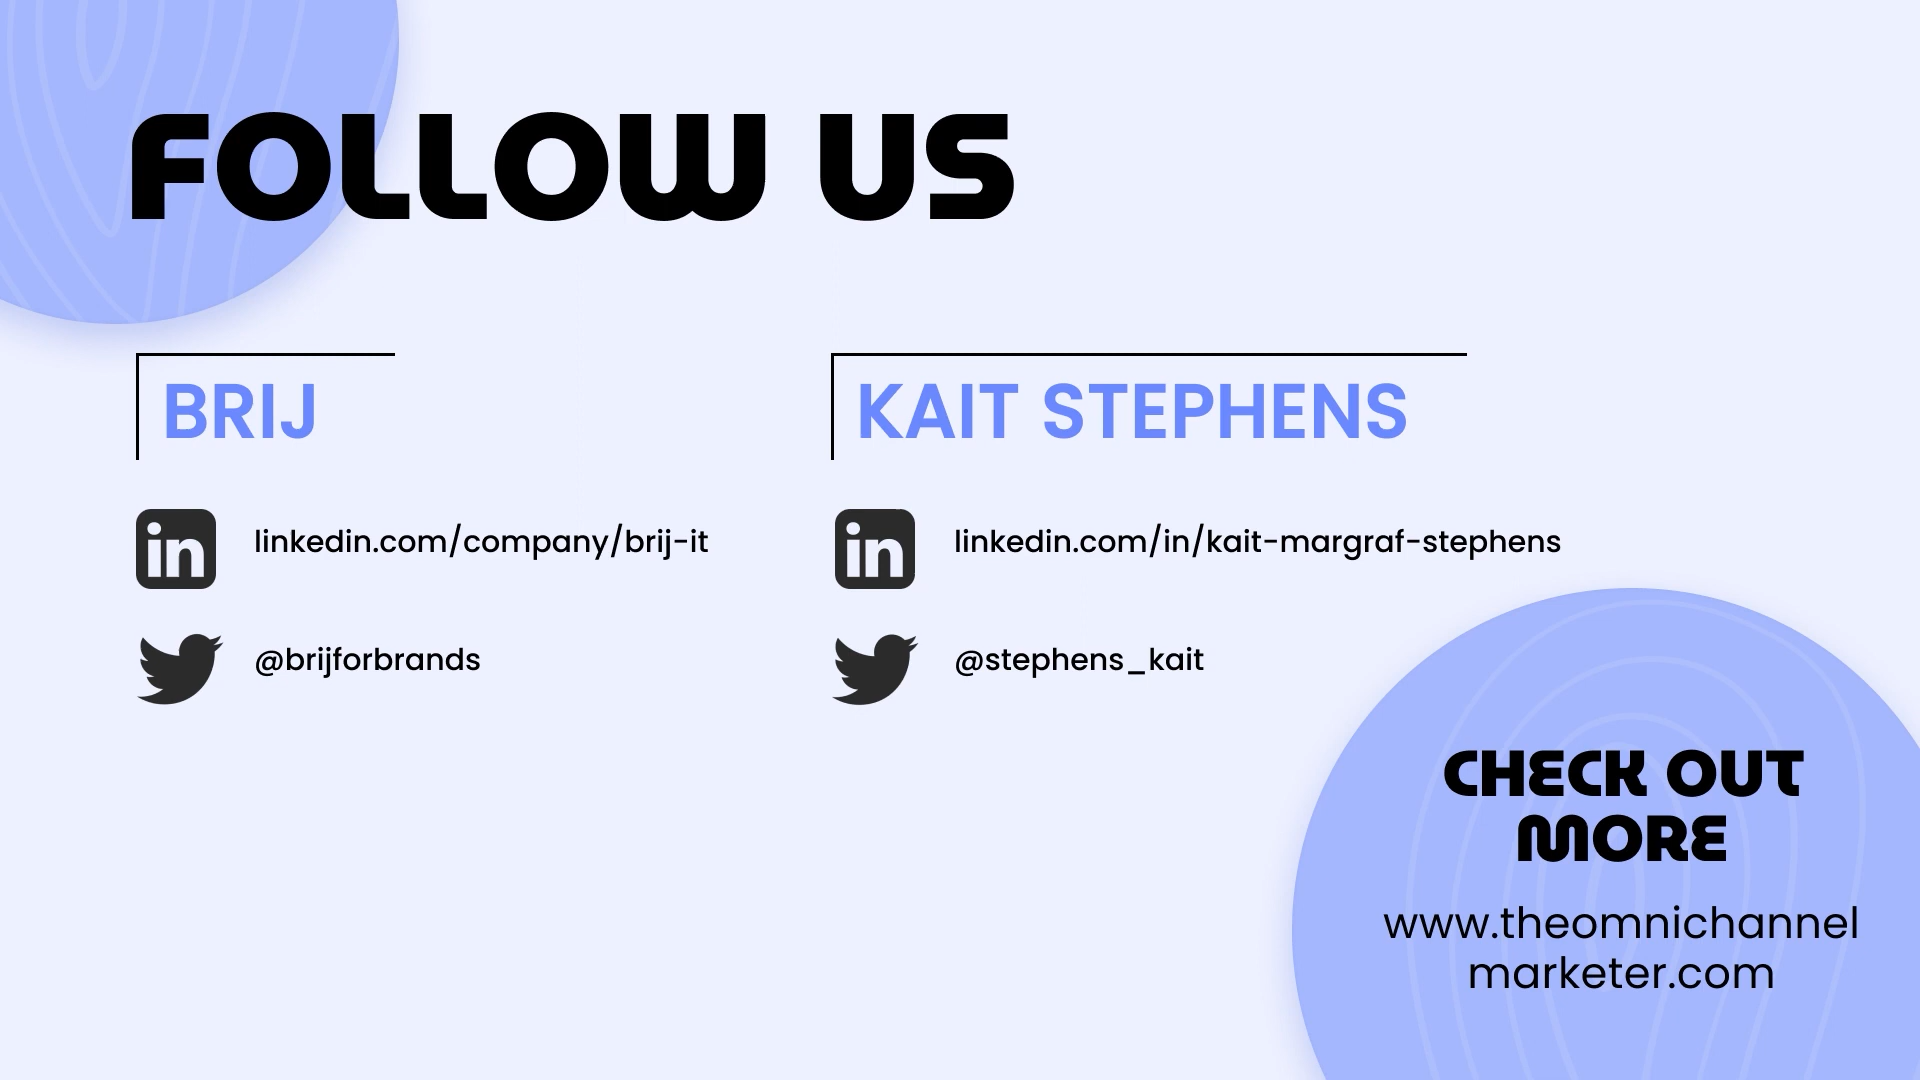 FOLLOW US
BRIJ
linkedin.com/company/brij-it
@brijforbrands
KAIT STEPHENS
linkedin.com/in/kait-margraf-stephens
@stephens_kait
CHECK OUT
MORE
www.theomnichannel
marketer.com